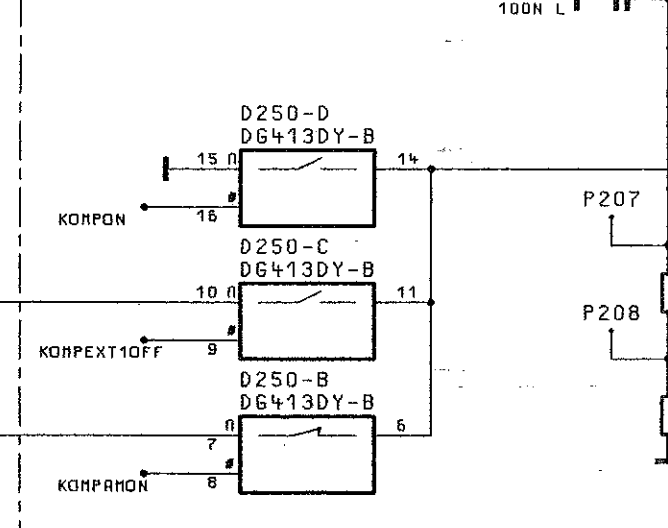 100N L
D250-D
DG413DY-B
15 n
14
#
16
KOMPON
P207
D250-C
DG413DY-B
10 n
11
#
9
KOMPEXT1OFF
P208
D250-B
DG413DY-B
n
7
6
#
8
KOMPAMON